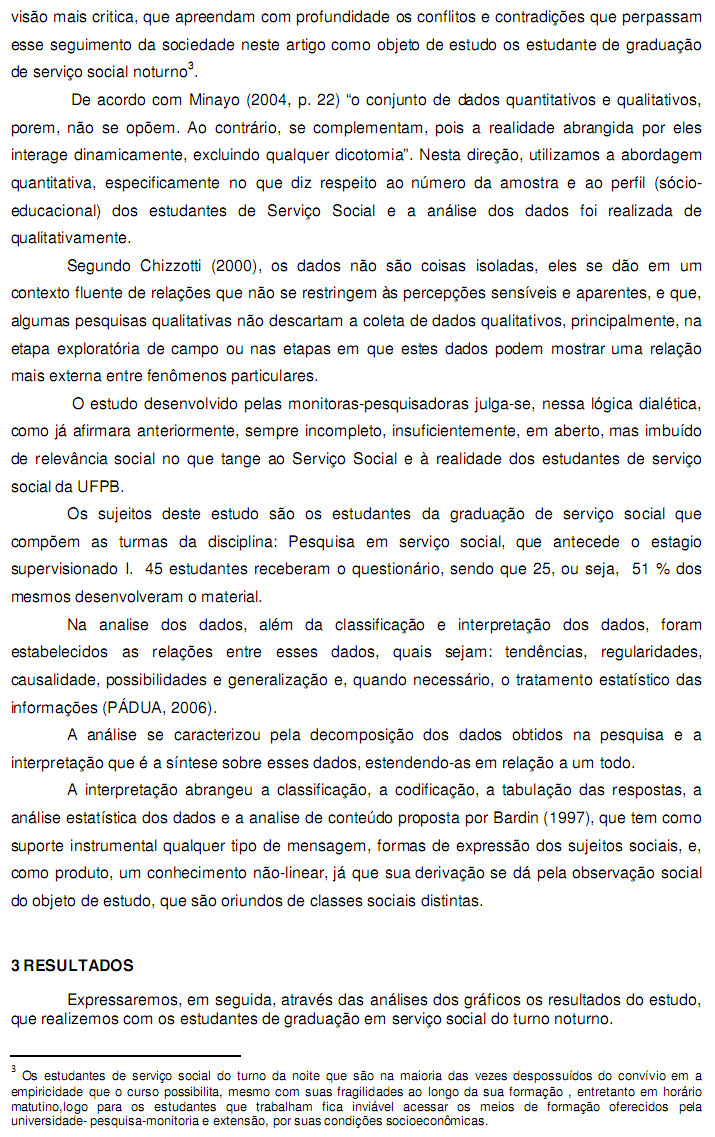 visão mais critica, que apreendam com profundidade os conflitos e contradições que perpassam
esse seguimento da sociedade neste artigo como objeto de estudo os estudante de graduação
de serviço social noturno³.
De acordo com Minayo (2004, p. 22) “o conjunto de dados quantitativos e qualitativos,
porem, não se opõem. Ao contrário, se complementam, pois a realidade abrangida por eles
interage dinamicamente, excluindo qualquer dicotomia”. Nesta direção, utilizamos a abordagem
quantitativa, especificamente no que diz respeito ao número da amostra e ao perfil (sócio-
educacional) dos estudantes de Serviço Social e a análise dos dados foi realizada de
qualitativamente.
Segundo Chizzotti (2000), os dados não são coisas isoladas, eles se dão em um
contexto fluente de relações que não se restringem às percepções sensíveis e aparentes, e que,
algumas pesquisas qualitativas não descartam a coleta de dados qualitativos, principalmente, na
etapa exploratória de campo ou nas etapas em que estes dados podem mostrar uma relação
mais externa entre fenômenos particulares.
O estudo desenvolvido pelas monitoras-pesquisadoras julga-se, nessa lógica dialética,
como já afirmara anteriormente, sempre incompleto, insuficientemente, em aberto, mas imbuído
de relevância social no que tange ao Serviço Social e à realidade dos estudantes de serviço
social da UFPB.
Os sujeitos deste estudo são os estudantes da graduação de serviço social que
compõem as turmas da disciplina: Pesquisa em serviço social, que antecede o estagio
supervisionado I. 45 estudantes receberam o questionário, sendo que 25, ou seja, 51 % dos
mesmos desenvolveram o material.
Na analise dos dados, além da classificação e interpretação dos dados, foram
estabelecidos as relações entre esses dados, quais sejam: tendências, regularidades,
causalidade, possibilidades e generalização e, quando necessário, o tratamento estatístico das
informações (PÁDUA, 2006).
A análise se caracterizou pela decomposição dos dados obtidos na pesquisa e a
interpretação que é a síntese sobre esses dados, estendendo-as em relação a um todo.
A interpretação abrangeu a classificação, a codificação, a tabulação das respostas, a
análise estatística dos dados e a analise de conteúdo proposta por Bardin (1997), que tem como
suporte instrumental qualquer tipo de mensagem, formas de expressão dos sujeitos sociais, e,
como produto, um conhecimento não-linear, já que sua derivação se dá pela observação social
do objeto de estudo, que são oriundos de classes sociais distintas.
3 RESULTADOS
Expressaremos, em seguida, através das análises dos gráficos os resultados do estudo,
que realizemos com os estudantes de graduação em serviço social do turno noturno.
³ Os estudantes de serviço social do turno da noite que são na maioria das vezes despossuídos do convívio em a
empiricidade que o curso possibilita, mesmo com suas fragilidades ao longo da sua formação , entretanto em horário
matutino,logo para os estudantes que trabalham fica inviável acessar os meios de formação oferecidos pela
universidade- pesquisa-monitoria e extensão, por suas condições socioeconômicas.